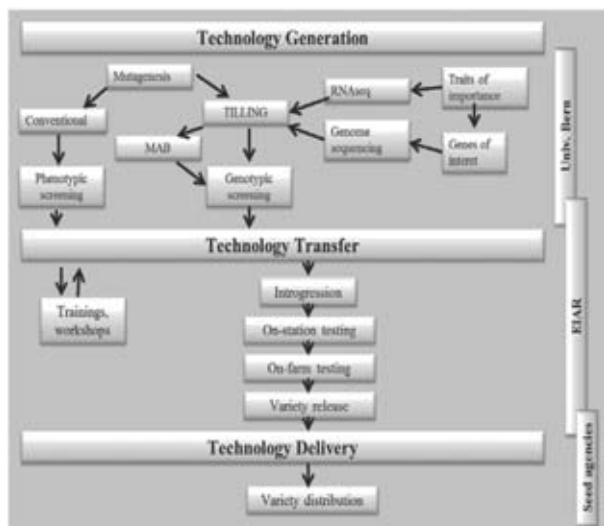 Technology Generation
Mutagenesis
RNAseq
Traits of
importance
Conventional
TILLING
MAB
Genome
sequencing
Genes of
interest
Phenotypic
screening
Genotypic
screening
Univ. Bern
Technology Transfer
Trainings,
workshops
Introgression
On-station testing
On-farm testing
Variety release
EIAR
Technology Delivery
Variety distribution
Seed agencies